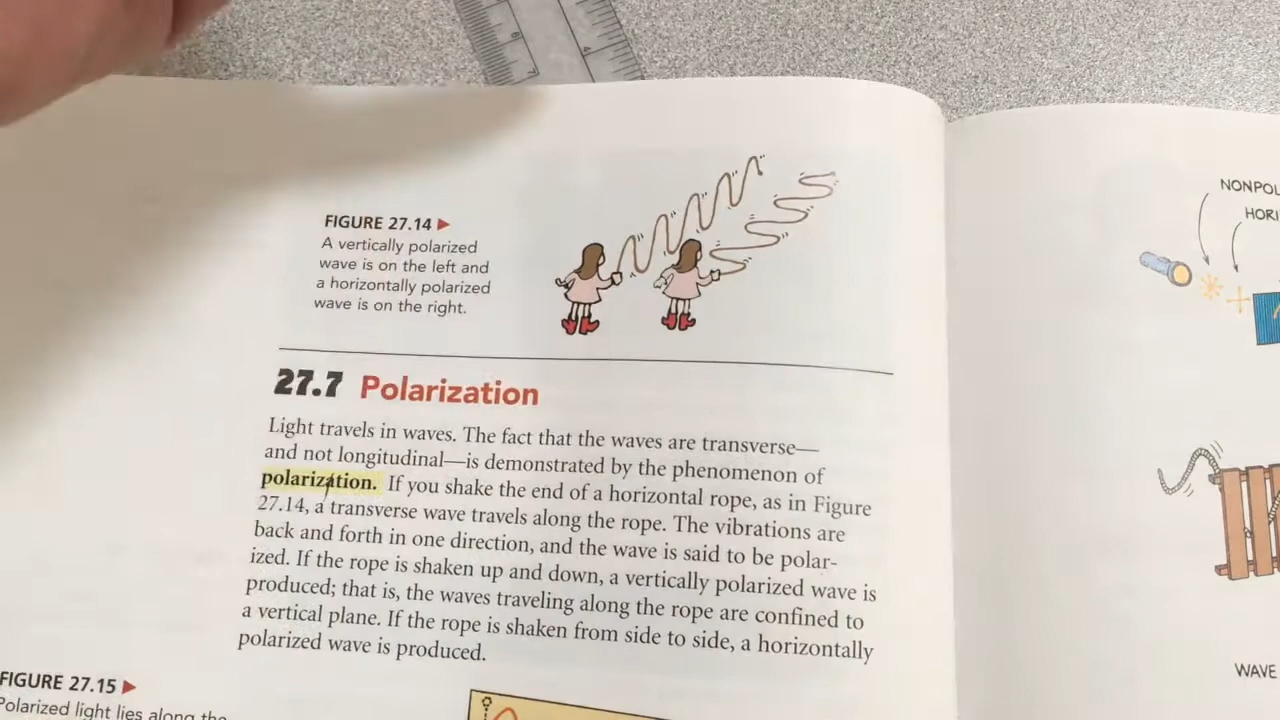 FIGURE 27.14 ▶
A vertically polarized
wave is on the left and
a horizontally polarized
wave is on the right.
27.7 Polarization
Light travels in waves. The fact that the waves are transverse—
and not longitudinal—is demonstrated by the phenomenon of
polarization. If you shake the end of a horizontal rope, as in Figure
27.14, a transverse wave travels along the rope. The vibrations are
back and forth in one direction, and the wave is said to be polar-
ized. If the rope is shaken up and down, a vertically polarized wave is
produced; that is, the waves traveling along the rope are confined to
a vertical plane. If the rope is shaken from side to side, a horizontally
polarized wave is produced.
FIGURE 27.15 ▶
Polarized light lies along the
NONPOL
HORI
WAVE